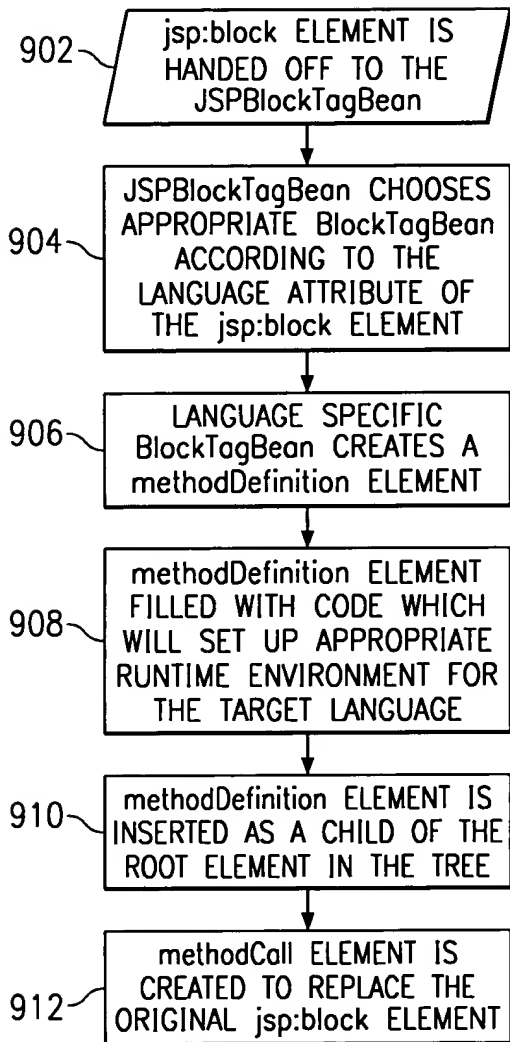 902
jsp:block ELEMENT IS
HANDED OFF TO THE
JSPBlockTagBean
904
JSPBlockTagBean CHOOSES
APPROPRIATE BlockTagBean
ACCORDING TO THE
LANGUAGE ATTRIBUTE OF
THE jsp:block ELEMENT
906
LANGUAGE SPECIFIC
BlockTagBean CREATES A
methodDefinition ELEMENT
908
methodDefinition ELEMENT
FILLED WITH CODE WHICH
WILL SET UP APPROPRIATE
RUNTIME ENVIRONMENT FOR
THE TARGET LANGUAGE
910
methodDefinition ELEMENT IS
INSERTED AS A CHILD OF THE
ROOT ELEMENT IN THE TREE
912
methodCall ELEMENT IS
CREATED TO REPLACE THE
ORIGINAL jsp:block ELEMENT